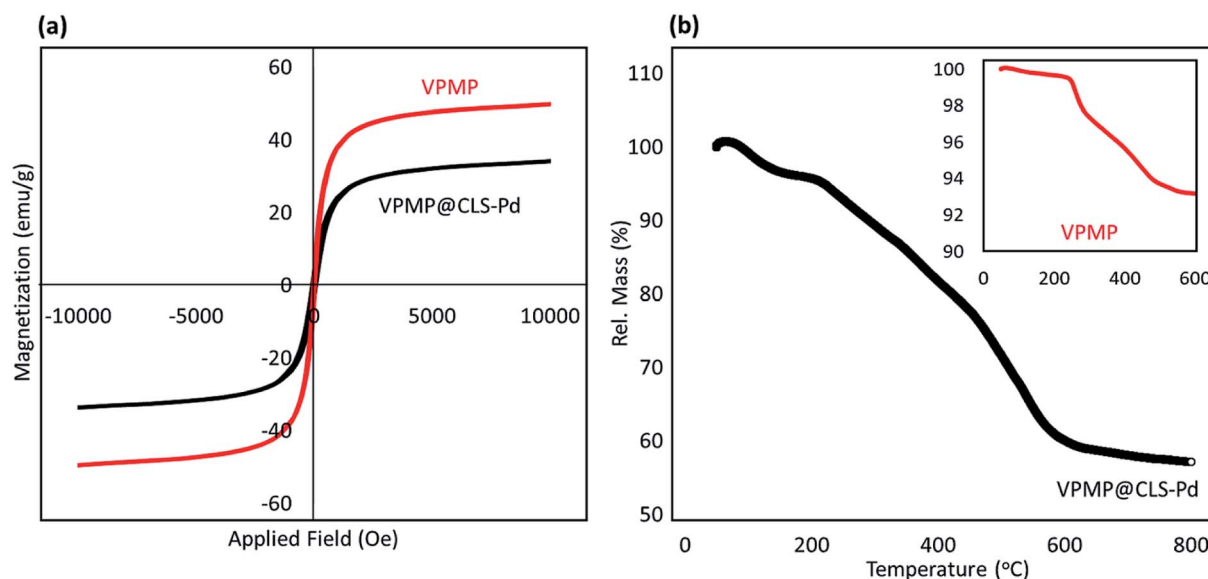 (a)
60
VPMP
40
VPMP@CLS-Pd
20
0
-10000 -5000 0 5000 10000
-20
-40
-60
Magnetization (emu/g)
Applied Field (Oe)
(b)
110
100
90
80
70
60
50
Rel. Mass (%)
0 200 400 600 800
Temperature (°C)
VPMP@CLS-Pd
100
98
96
94
92
90
VPMP
0 200 400 600